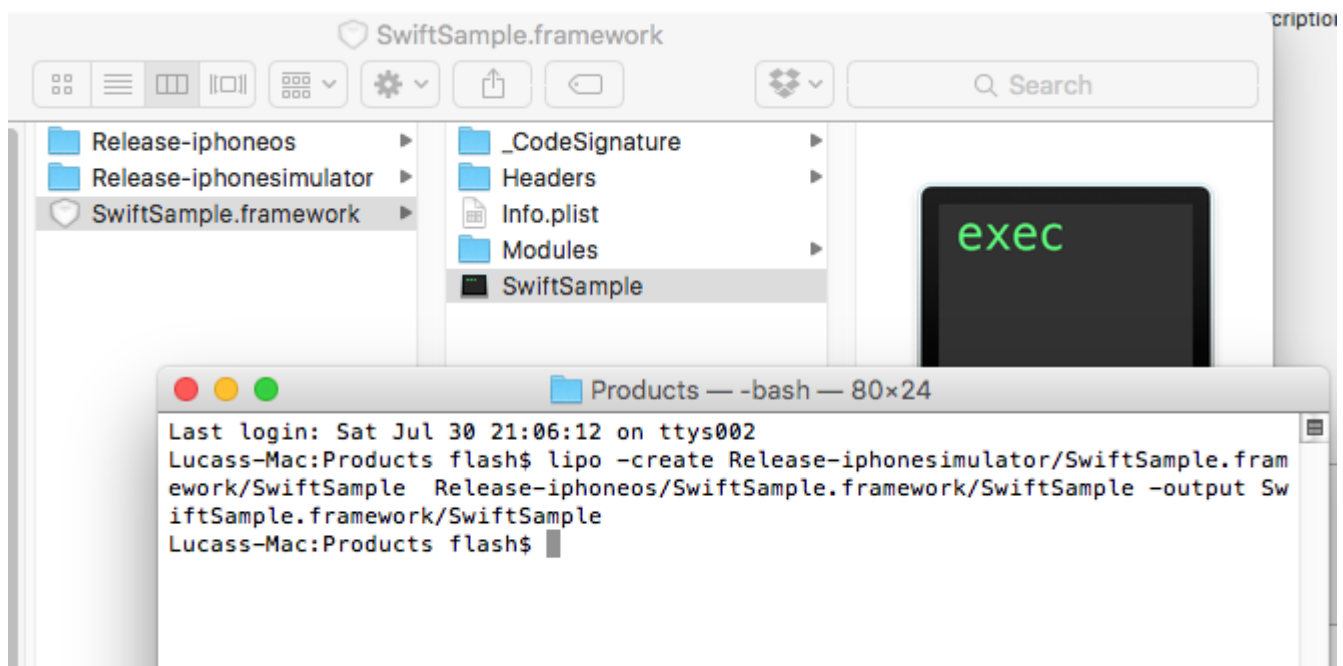 cription
SwiftSample.framework
Search
Release-iphoneos
Release-iphonesimulator
SwiftSample.framework
_CodeSignature
Headers
Info.plist
Modules
SwiftSample
exec
Products — -bash — 80×24
Last login: Sat Jul 30 21:06:12 on ttys002
Lucass-Mac:Products flash$ lipo -create Release-iphonesimulator/SwiftSample.fram
ework/SwiftSample  Release-iphoneos/SwiftSample.framework/SwiftSample -output Sw
iftSample.framework/SwiftSample
Lucass-Mac:Products flash$